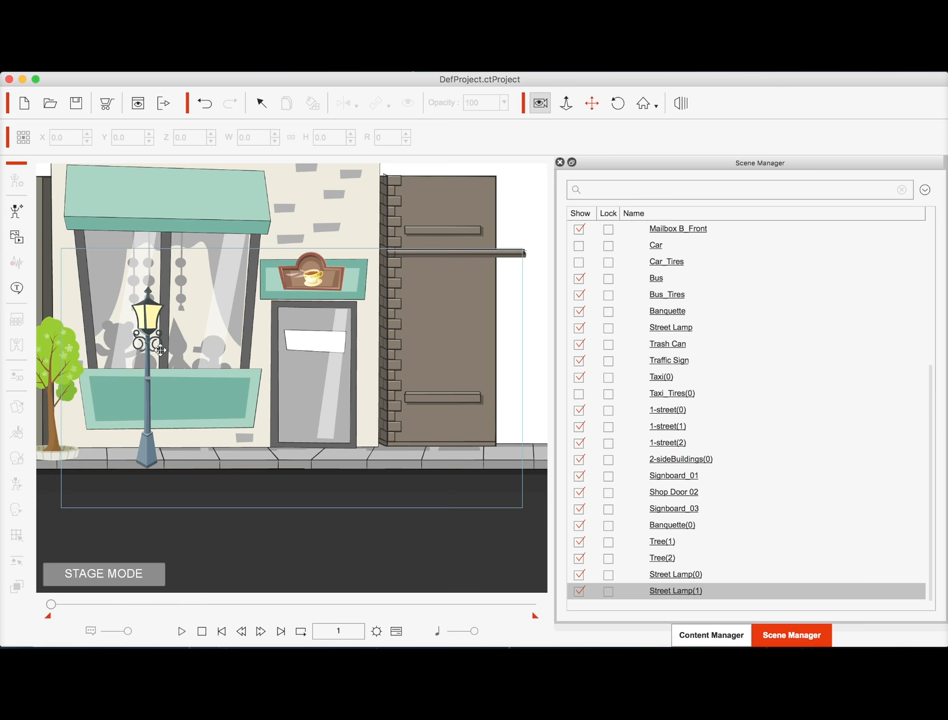 DefProject.ctProject
Opacity : 100
X 0.0 Y 0.0 Z 0.0 W 0.0 H 0.0 R 0
Scene Manager
Show Lock Name
Mailbox B_Front
Car
Car_Tires
Bus
Bus_Tires
Banquette
Street Lamp
Trash Can
Traffic Sign
Taxi(0)
Taxi_Tires(0)
1-street(0)
1-street(1)
1-street(2)
2-sideBuildings(0)
Signboard_01
Shop Door 02
Signboard_03
Banquette(0)
Tree(1)
Tree(2)
Street Lamp(0)
Street Lamp(1)
STAGE MODE
1
Content Manager Scene Manager